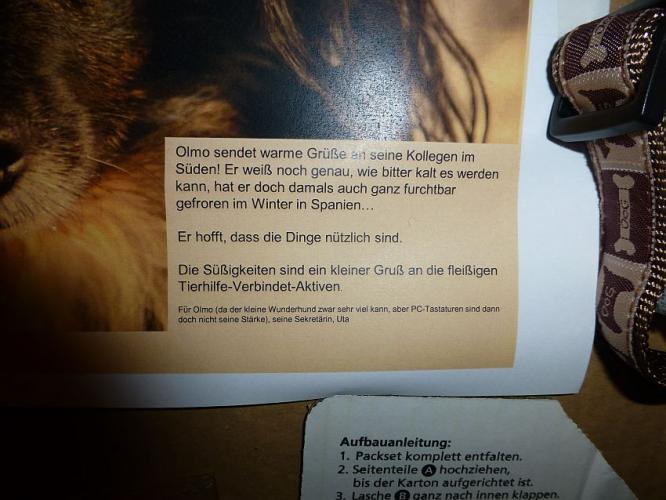 Olmo sendet warme Grüße an seine Kollegen im
Süden! Er weiß noch genau, wie bitter kalt es werden
kann, hat er doch damals auch ganz furchtbar
gefroren im Winter in Spanien…
Er hofft, dass die Dinge nützlich sind.
Die Süßigkeiten sind ein kleiner Gruß an die fleißigen
Tierhilfe-Verbindet-Aktiven.
Für Olmo (da der kleine Wunderhund zwar sehr viel kann, aber PC-Tastaturen sind dann
doch nicht seine Stärke), seine Sekretärin, Uta
DOG
DOG
Aufbauanleitung:
1. Packset komplett entfalten.
2. Seitenteile A hochziehen,
bis der Karton aufgerichtet ist.
3. Lasche B ganz nach innen klappen.